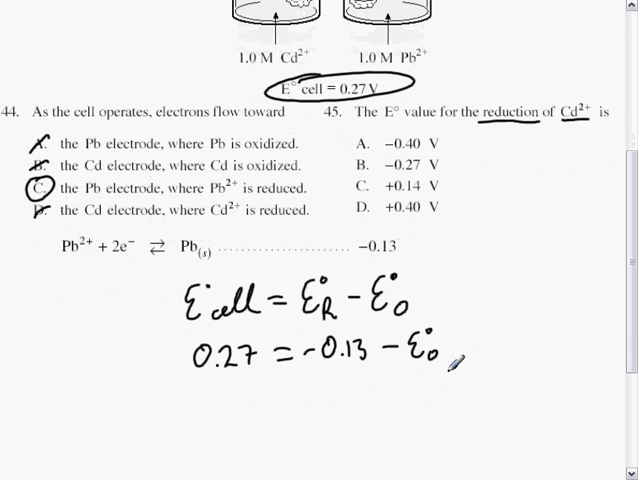 1.0 M Cd²⁺ 1.0 M Pb²⁺
E° cell = 0.27 V
44. As the cell operates, electrons flow toward
A. the Pb electrode, where Pb is oxidized.
B. the Cd electrode, where Cd is oxidized.
C. the Pb electrode, where Pb²⁺ is reduced.
D. the Cd electrode, where Cd²⁺ is reduced.
45. The E° value for the reduction of Cd²⁺ is
A. −0.40 V
B. −0.27 V
C. +0.14 V
D. +0.40 V
Pb²⁺ + 2e⁻ ⇄ Pb(s) ...................... −0.13
E°cell = E°R − E°O
0.27 = -0.13 − E°O